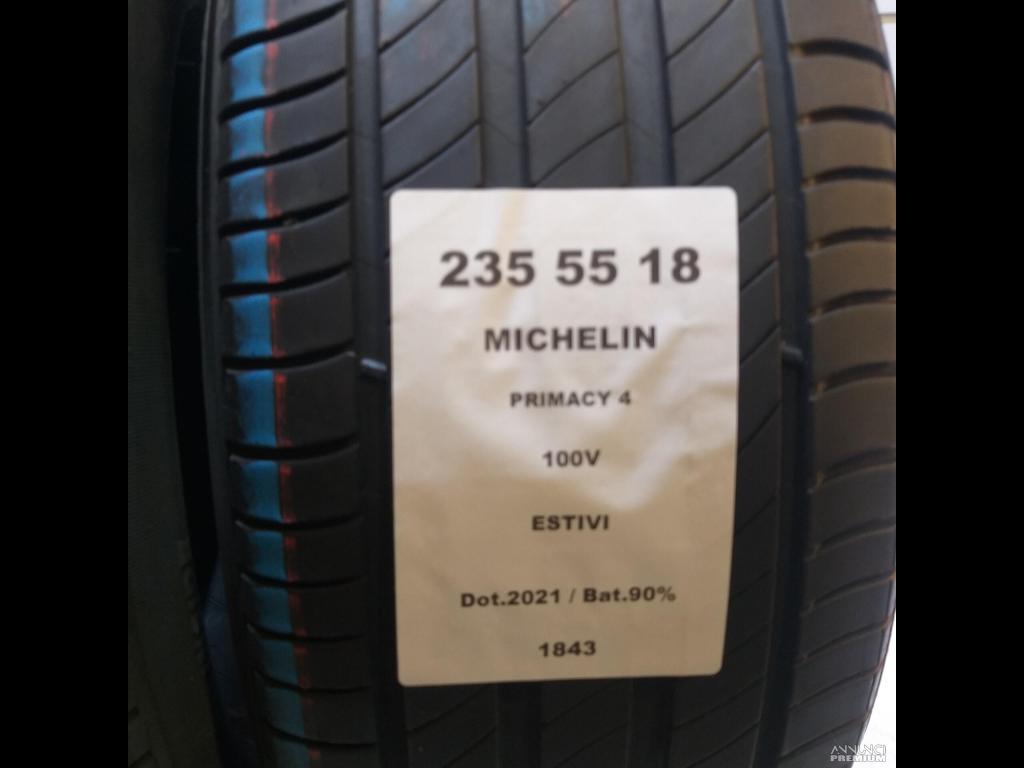 235 55 18
MICHELIN
PRIMACY 4
100V
ESTIVI
Dot.2021 / Bat.90%
1843
ANNUNCI
PREMIUM